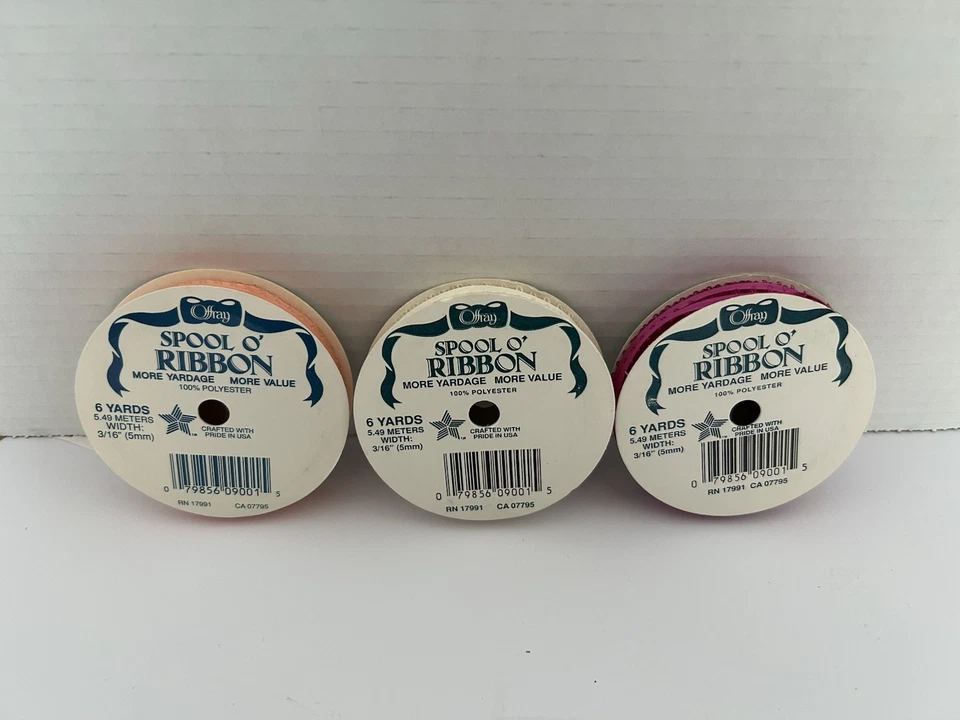 Offray
SPOOL O'
RIBBON
MORE YARDAGE MORE VALUE
100% POLYESTER
6 YARDS
5.49 METERS
WIDTH:
3/16" (5mm)
TM
CRAFTED WITH
PRIDE IN USA
0 79856 09001 5
RN 17991 CA 07795
Offray
SPOOL O'
RIBBON
MORE YARDAGE MORE VALUE
100% POLYESTER
6 YARDS
5.49 METERS
WIDTH:
3/16" (5mm)
TM
CRAFTED WITH
PRIDE IN USA
0 79856 09001 5
RN 17991 CA 07795
Offray
SPOOL O'
RIBBON
MORE YARDAGE MORE VALUE
100% POLYESTER
6 YARDS
5.49 METERS
WIDTH:
3/16" (5mm)
TM
CRAFTED WITH
PRIDE IN USA
0 79856 09001 5
RN 17991 CA 07795